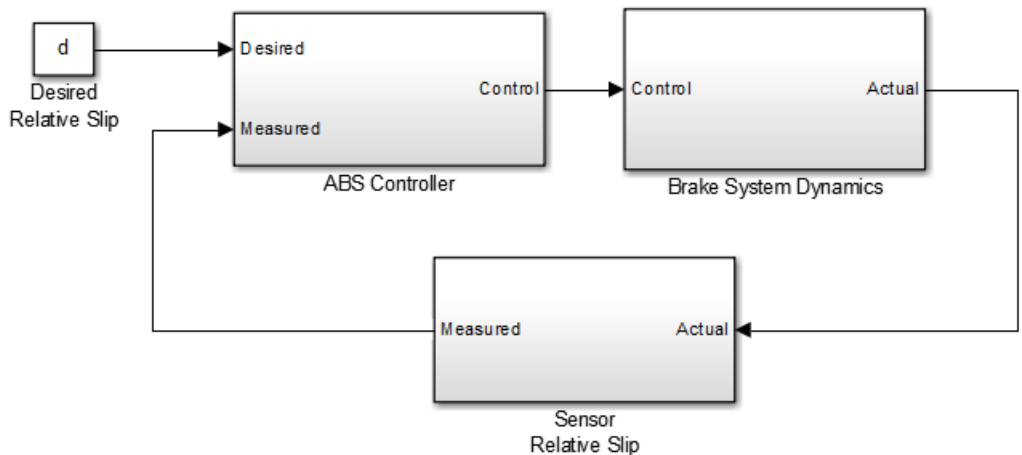 d
Desired
Relative Slip
Desired
Measured
Control
ABS Controller
Control
Actual
Brake System Dynamics
Measured
Actual
Sensor
Relative Slip